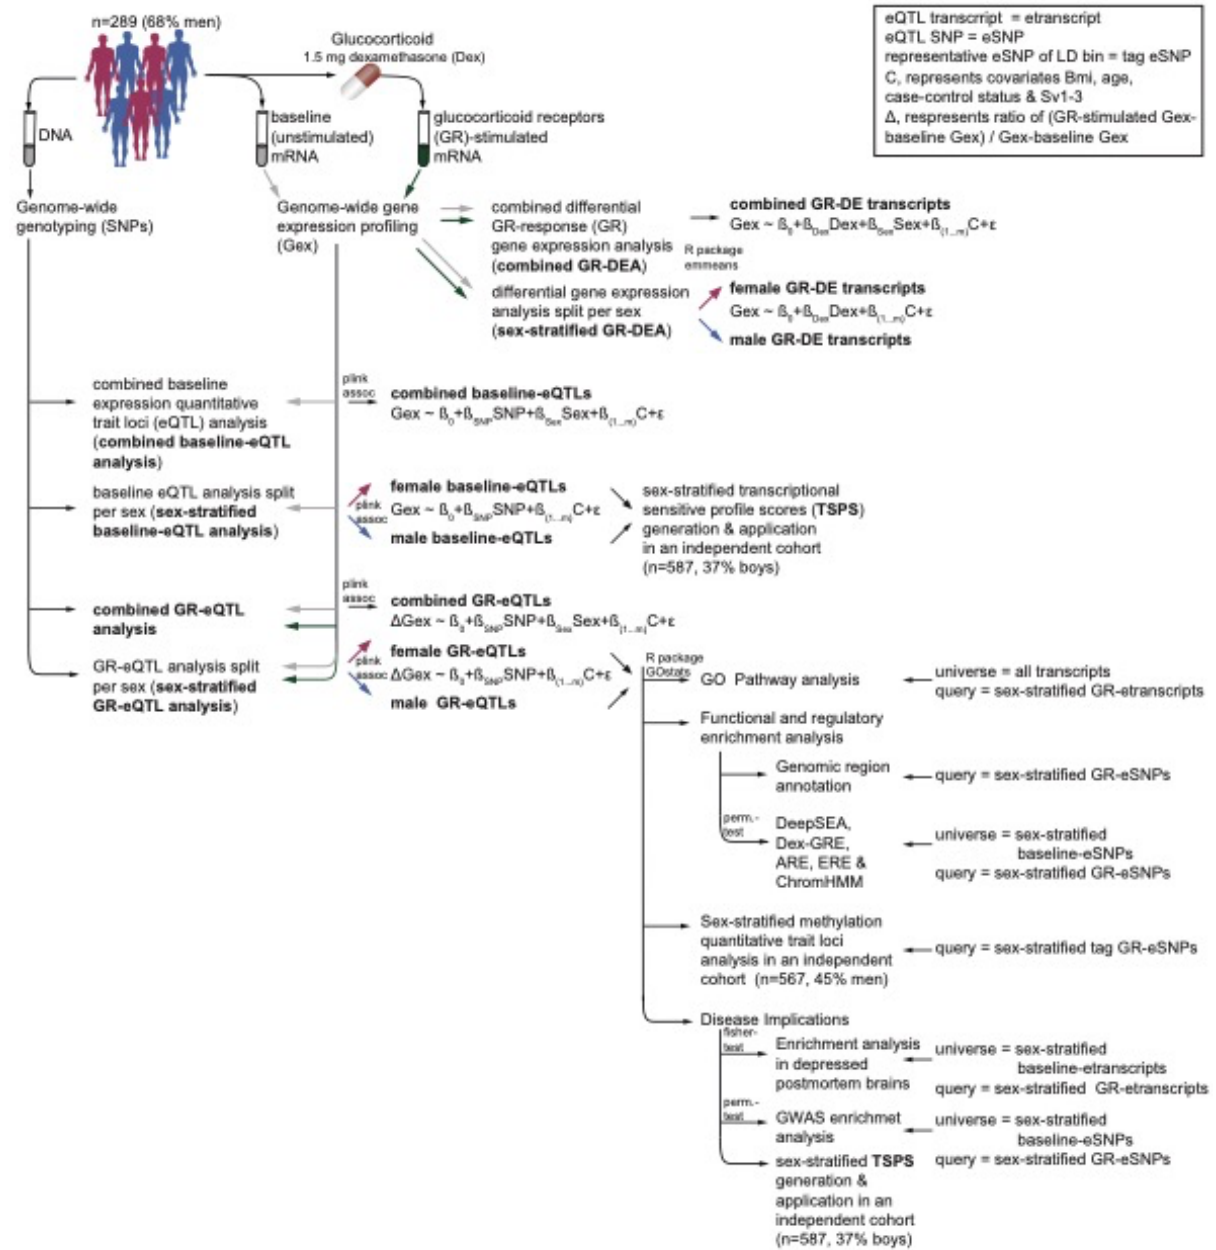 n=289 (68% men)
Glucocorticoid
1.5 mg dexamethasone (Dex)
DNA
baseline
(unstimulated)
mRNA
glucocorticoid receptors
(GR)-stimulated
mRNA
eQTL transcrript = etranscript
eQTL SNP = eSNP
representative eSNP of LD bin = tag eSNP
C, represents covariates Bmi, age,
case-control status & Sv1-3
Δ, respresents ratio of (GR-stimulated Gex-
baseline Gex) / Gex-baseline Gex
Genome-wide
genotyping (SNPs)
Genome-wide gene
expression profiling
(Gex)
combined differential
GR-response (GR)
gene expression analysis
(combined GR-DEA)
combined GR-DE transcripts
Gex ~ ß0+ßDexDex+ßSexSex+ß(1...m)C+ε
R package
emmeans
differential gene expression
analysis split per sex
(sex-stratified GR-DEA)
female GR-DE transcripts
Gex ~ ß0+ßDexDex+ß(1...m)C+ε
male GR-DE transcripts
combined baseline
expression quantitative
trait loci (eQTL) analysis
(combined baseline-eQTL
analysis)
plink
assoc
combined baseline-eQTLs
Gex ~ ß0+ßSNPSNP+ßSexSex+ß(1...m)C+ε
baseline eQTL analysis split
per sex (sex-stratified
baseline-eQTL analysis)
plink
assoc
female baseline-eQTLs
Gex ~ ß0+ßSNPSNP+ß(1...m)C+ε
male baseline-eQTLs
sex-stratified transcriptional
sensitive profile scores (TSPS)
generation & application
in an independent cohort
(n=587, 37% boys)
combined GR-eQTL
analysis
plink
assoc
combined GR-eQTLs
ΔGex ~ ß0+ßSNPSNP+ßSexSex+ß(1...m)C+ε
GR-eQTL analysis split
per sex (sex-stratified
GR-eQTL analysis)
plink
assoc
female GR-eQTLs
ΔGex ~ ß0+ßSNPSNP+ß(1...m)C+ε
male GR-eQTLs
R package
GOstats
GO Pathway analysis
universe = all transcripts
query = sex-stratified GR-etranscripts
Functional and regulatory
enrichment analysis
Genomic region
annotation
query = sex-stratified GR-eSNPs
perm.-
test
DeepSEA,
Dex-GRE,
ARE, ERE &
ChromHMM
universe = sex-stratified
baseline-eSNPs
query = sex-stratified GR-eSNPs
Sex-stratified methylation
quantitative trait loci
analysis in an independent
cohort (n=567, 45% men)
query = sex-stratified tag GR-eSNPs
Disease Implications
fisher-
test
Enrichment analysis
in depressed
postmortem brains
universe = sex-stratified
baseline-etranscripts
query = sex-stratified GR-etranscripts
perm.-
test
GWAS enrichmet
analysis
universe = sex-stratified
baseline-eSNPs
query = sex-stratified GR-eSNPs
sex-stratified TSPS
generation &
application in an
independent cohort
(n=587, 37% boys)